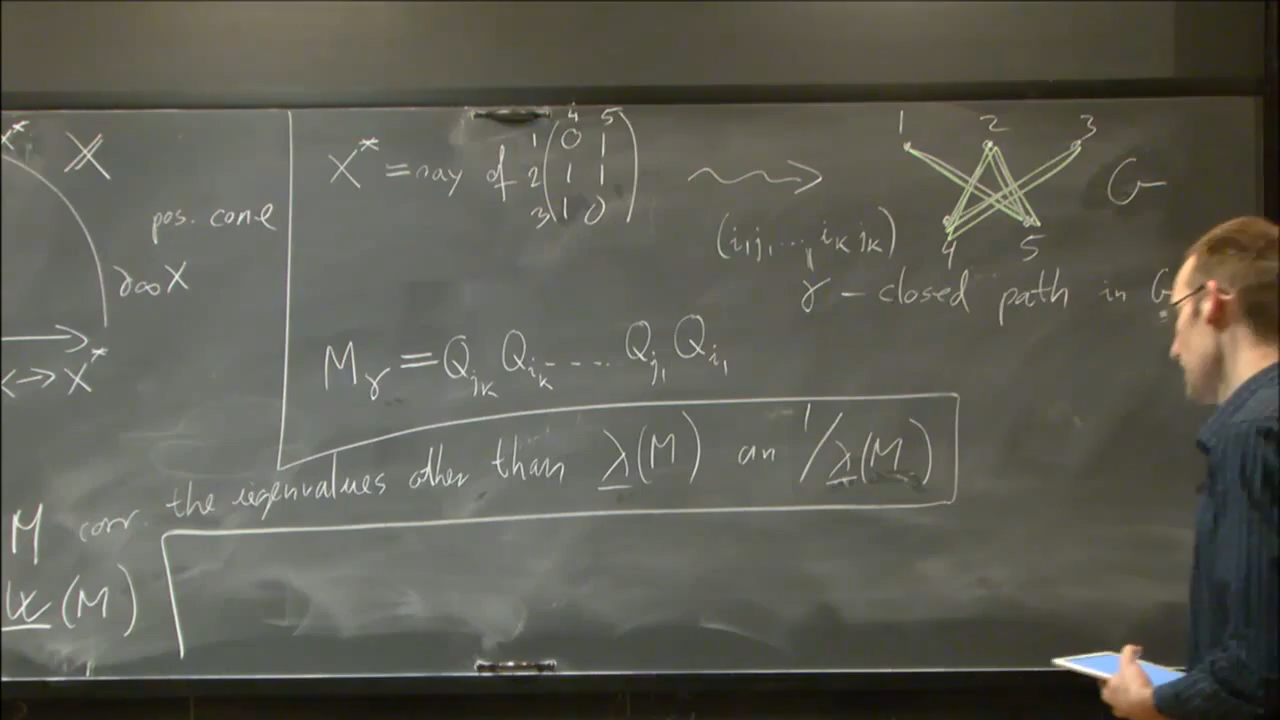 X* X
pos. cone
γ∞X
<-> X*
X* = ray of
4 5
1 0 1
2 1 1
3 1 0
1 2 3
4 5
G
(i₁j₁..., iₖ jₖ)
γ - closed path in G
M_γ = Q_{jₖ} Q_{iₖ} .... Q_{j₁} Q_{i₁}
M corr. the eigenvalues other than λ(M) an 1/λ(M)
(M)